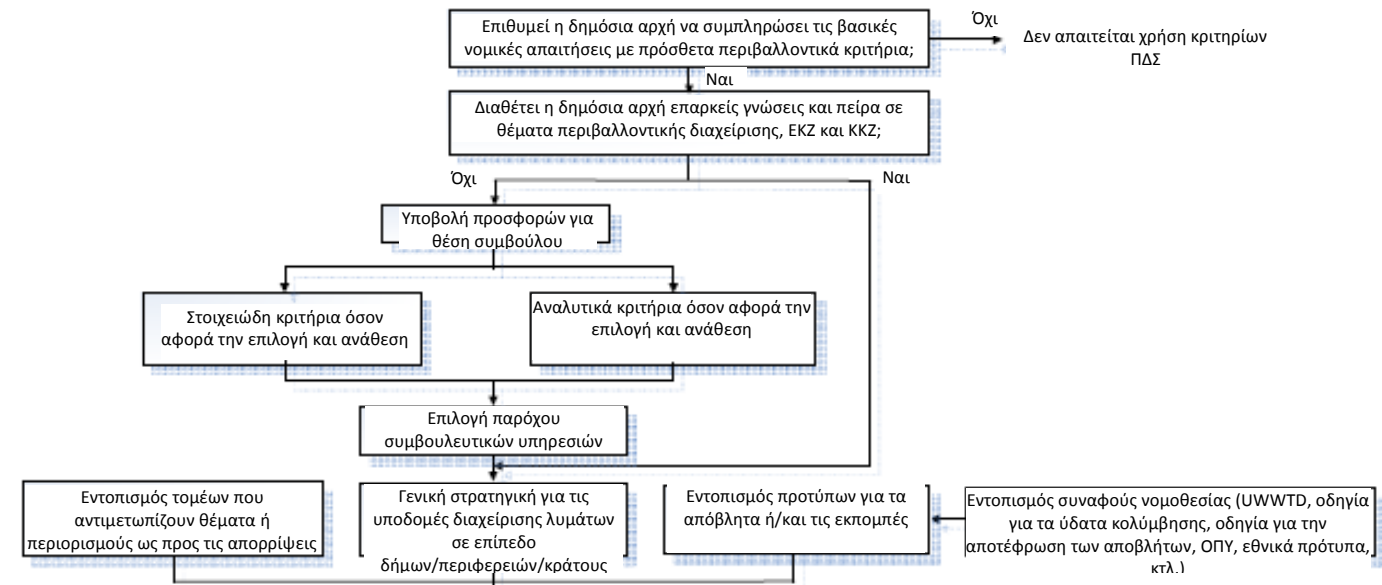 Επιθυμεί η δημόσια αρχή να συμπληρώσει τις βασικές
νομικές απαιτήσεις με πρόσθετα περιβαλλοντικά κριτήρια;
Όχι
Δεν απαιτείται χρήση κριτηρίων
ΠΔΣ
Ναι
Διαθέτει η δημόσια αρχή επαρκείς γνώσεις και πείρα σε
θέματα περιβαλλοντικής διαχείρισης, ΕΚΖ και ΚΚΖ;
Όχι
Ναι
Υποβολή προσφορών για
θέση συμβούλου
Στοιχειώδη κριτήρια όσον
αφορά την επιλογή και ανάθεση
Αναλυτικά κριτήρια όσον αφορά την
επιλογή και ανάθεση
Επιλογή παρόχου
συμβουλευτικών υπηρεσιών
Εντοπισμός τομέων που
αντιμετωπίζουν θέματα ή
περιορισμούς ως προς τις απορρίψεις
Γενική στρατηγική για τις
υποδομές διαχείρισης λυμάτων
σε επίπεδο
δήμων/περιφερειών/κράτους
Εντοπισμός προτύπων για τα
απόβλητα ή/και τις εκπομπές
Εντοπισμός συναφούς νομοθεσίας (UWWTD, οδηγία
για τα ύδατα κολύμβησης, οδηγία για την
αποτέφρωση των αποβλήτων, ΟΠΥ, εθνικά πρότυπα,
κτλ.)